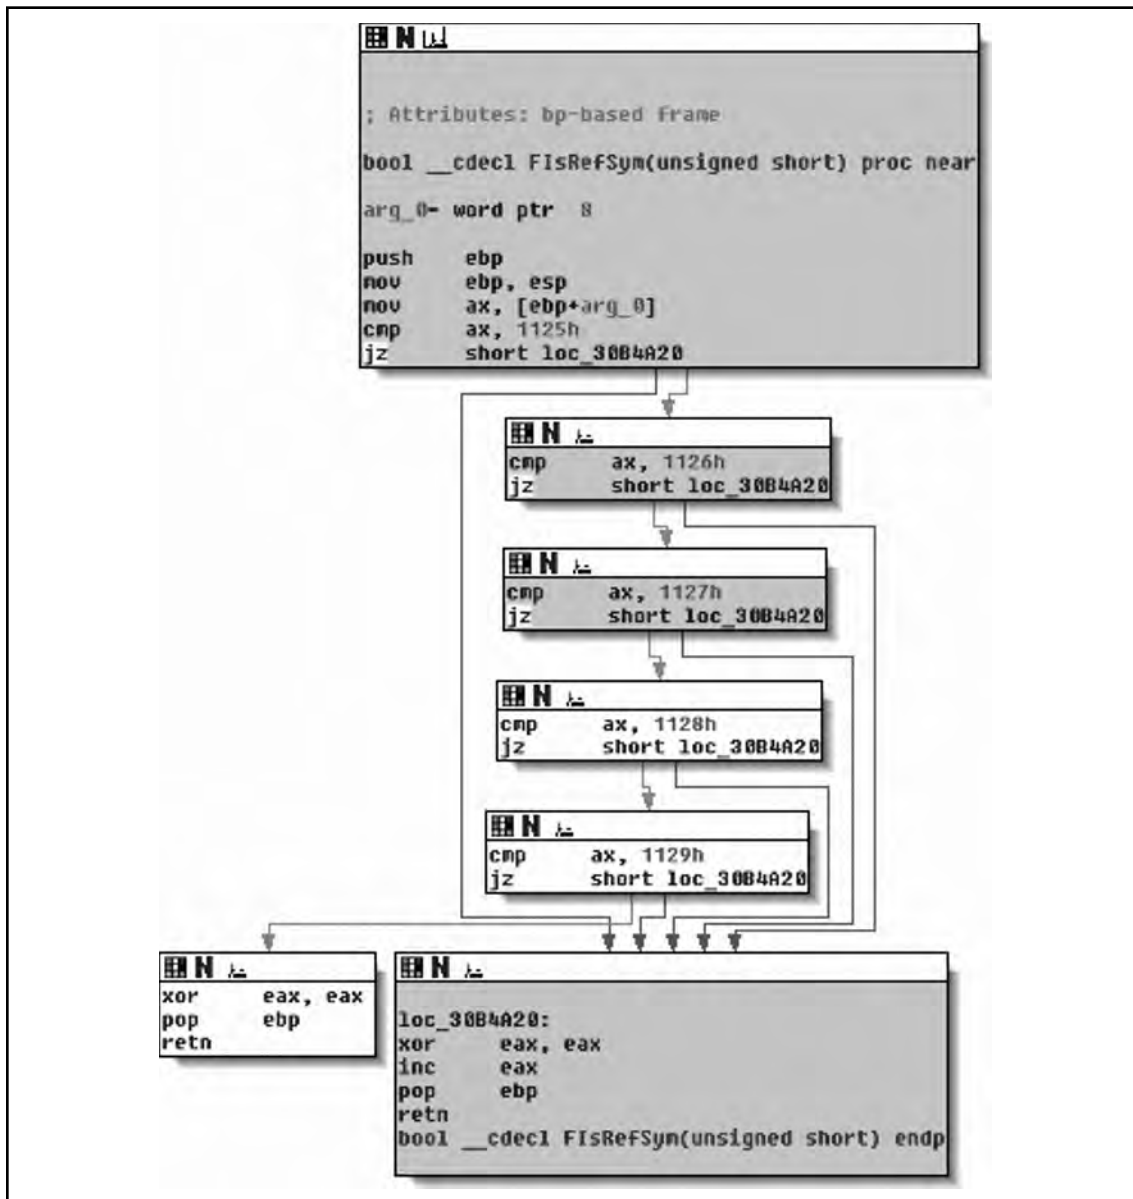 N
; Attributes: bp-based frame
bool __cdecl FIsRefSym(unsigned short) proc near
arg_0= word ptr 8
push ebp
mov ebp, esp
mov ax, [ebp+arg_0]
cmp ax, 1125h
jz short loc_30B4A20
N
cmp ax, 1126h
jz short loc_30B4A20
N
cmp ax, 1127h
jz short loc_30B4A20
N
cmp ax, 1128h
jz short loc_30B4A20
N
cmp ax, 1129h
jz short loc_30B4A20
N
xor eax, eax
pop ebp
retn
N
loc_30B4A20:
xor eax, eax
inc eax
pop ebp
retn
bool __cdecl FIsRefSym(unsigned short) endp